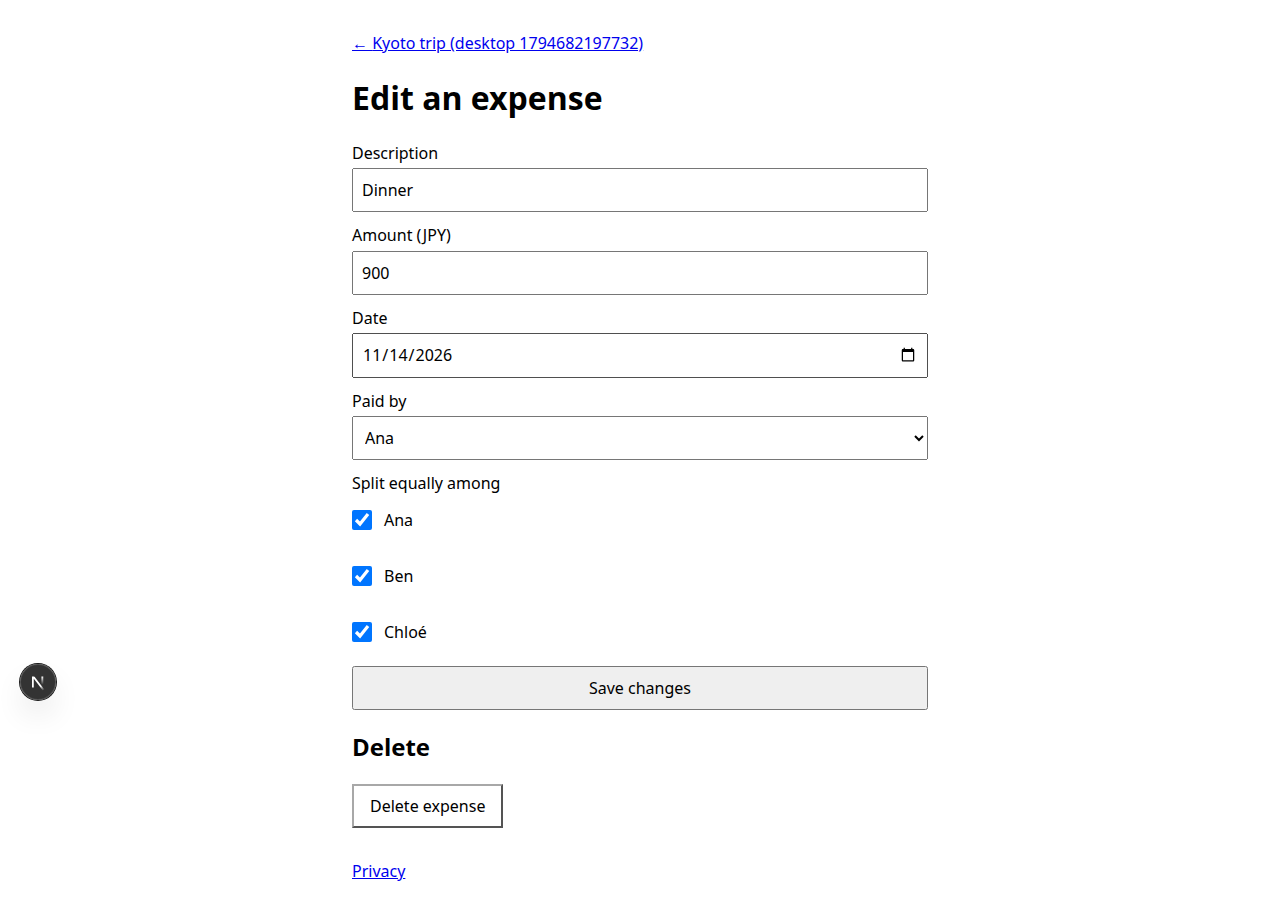 ← Kyoto trip (desktop 1794682197732)
Edit an expense
Description
Dinner
Amount (JPY)
900
Date
11/14/2026
Paid by
Ana
Split equally among
Ana
Ben
Chloé
N
Save changes
Delete
Delete expense
Privacy